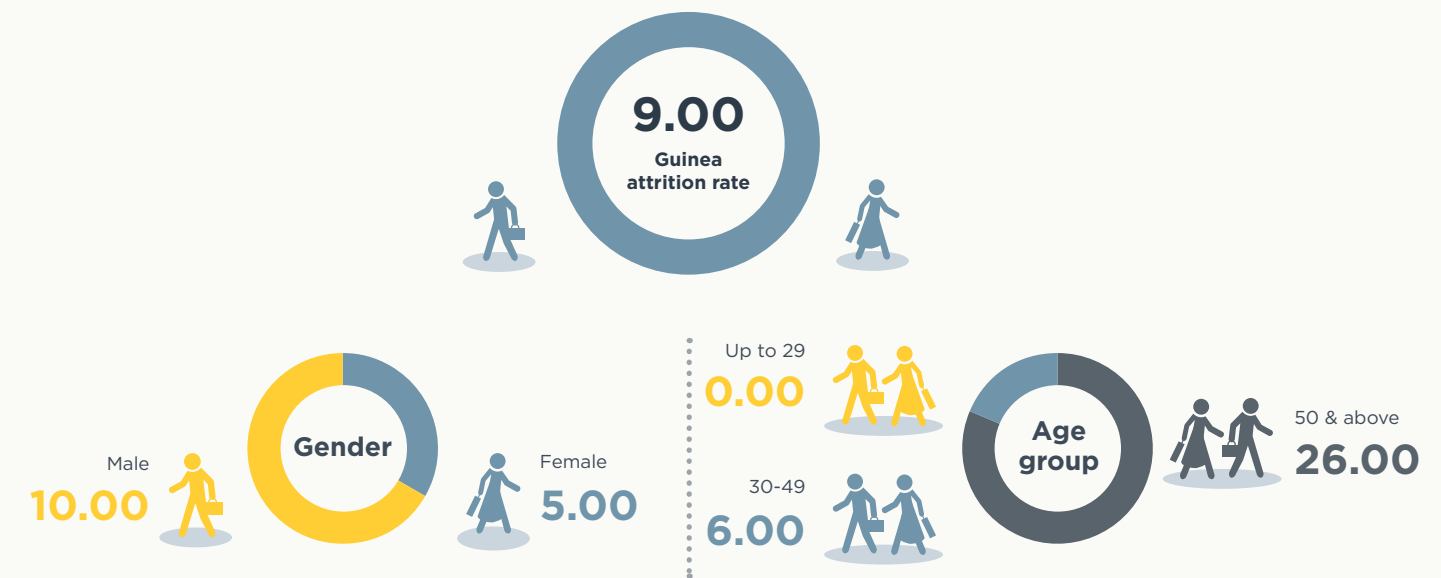 9.00
Guinea
attrition rate
Gender
Male
10.00
Female
5.00
Up to 29
0.00
30-49
6.00
Age
group
50 & above
26.00